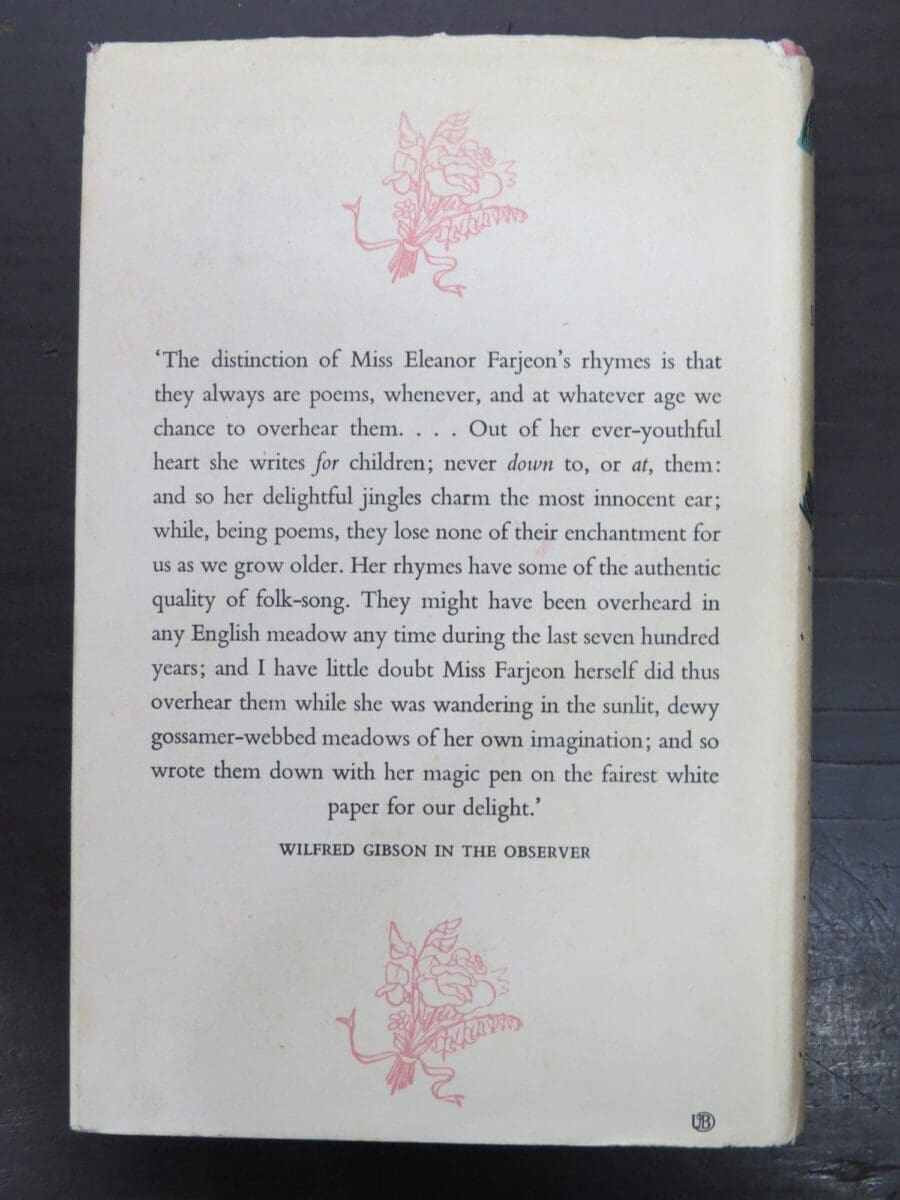 ‘The distinction of Miss Eleanor Farjeon’s rhymes is that
they always are poems, whenever, and at whatever age we
chance to overhear them. . . . Out of her ever-youthful
heart she writes for children; never down to, or at, them:
and so her delightful jingles charm the most innocent ear;
while, being poems, they lose none of their enchantment for
us as we grow older. Her rhymes have some of the authentic
quality of folk-song. They might have been overheard in
any English meadow any time during the last seven hundred
years; and I have little doubt Miss Farjeon herself did thus
overhear them while she was wandering in the sunlit, dewy
gossamer-webbed meadows of her own imagination; and so
wrote them down with her magic pen on the fairest white
paper for our delight.’
WILFRED GIBSON IN THE OBSERVER